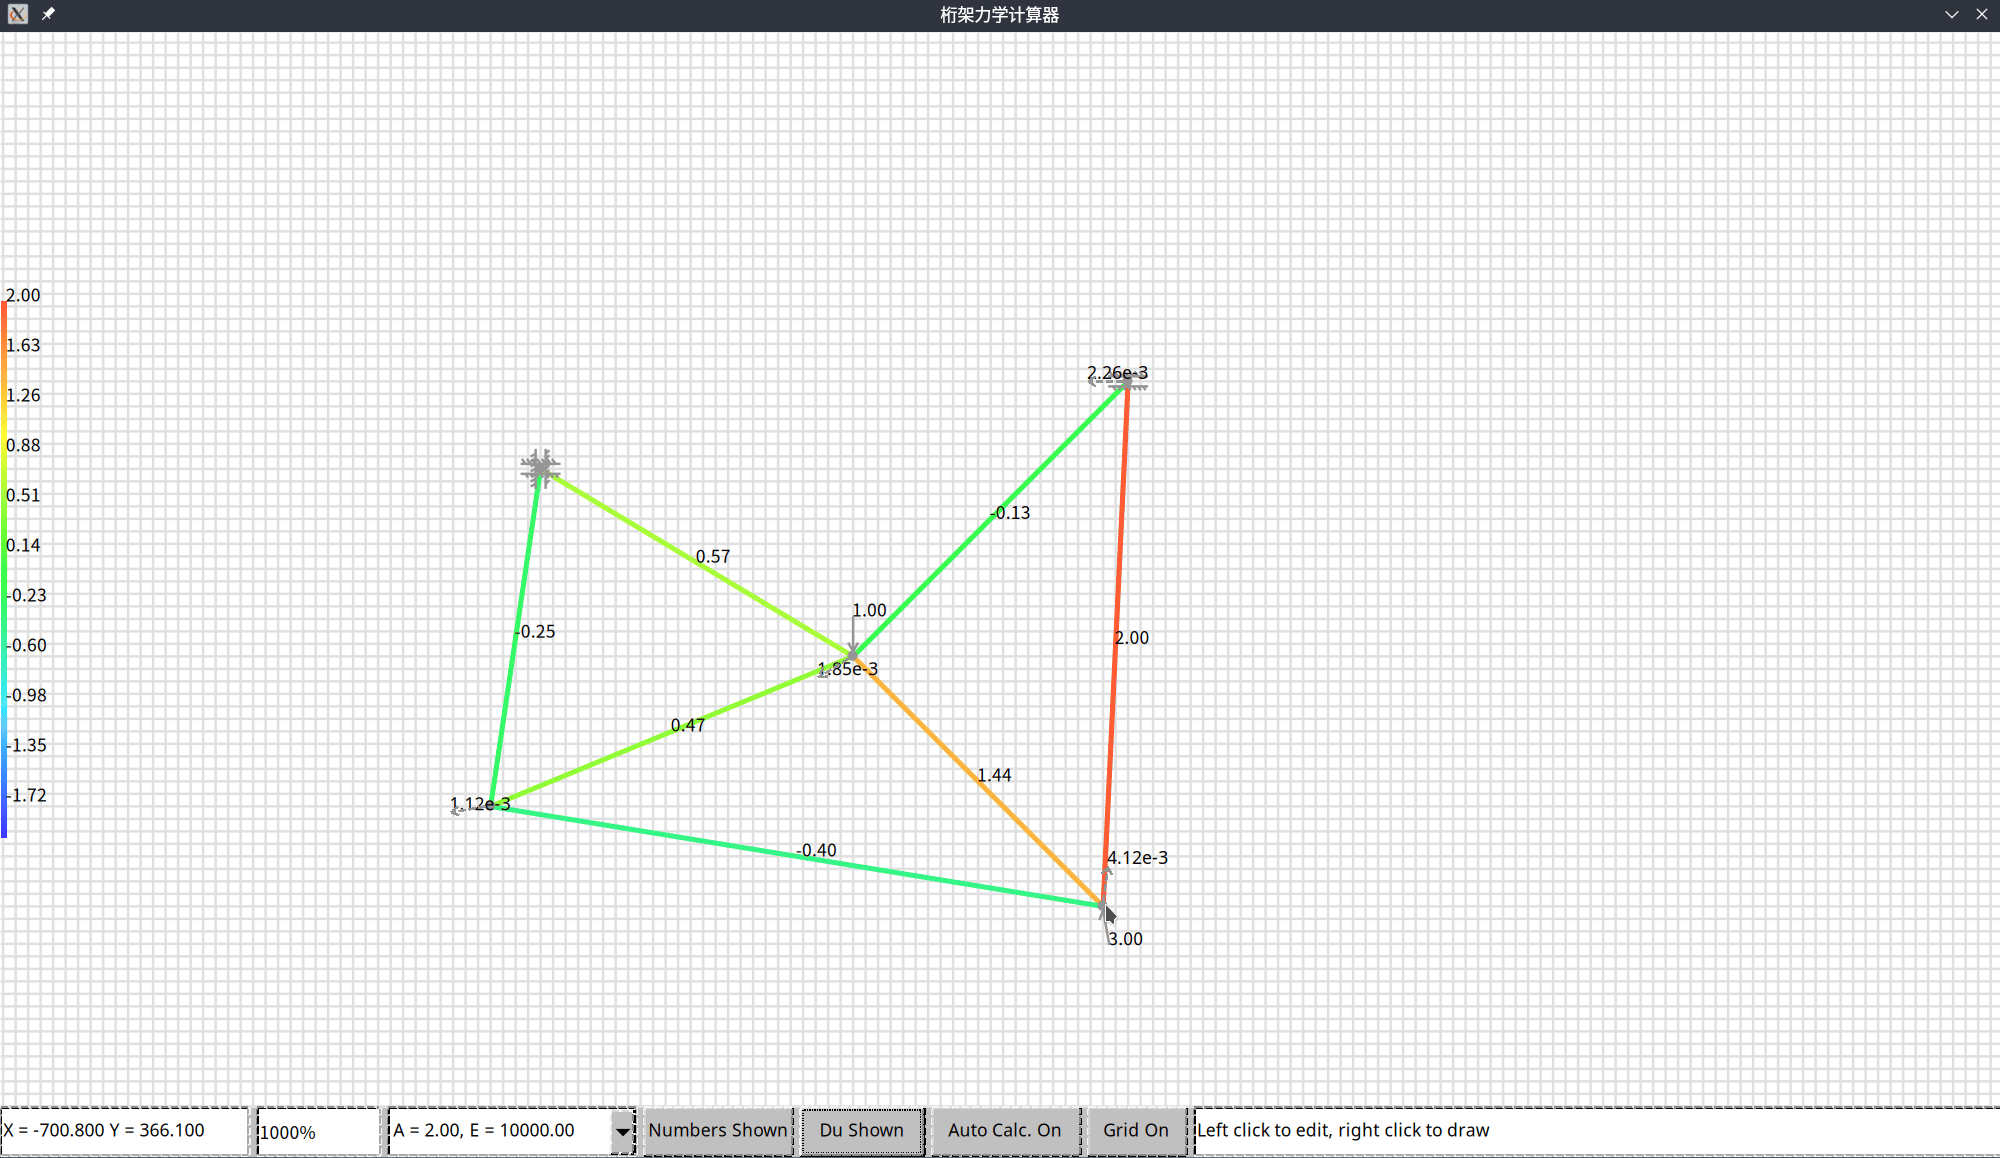 桁架力学计算器
2.00
1.63
1.26
0.88
0.51
0.14
-0.23
-0.60
-0.98
-1.35
-1.72
2.26e-3
-0.13
0.57
1.00
-0.25
2.00
1.85e-3
0.47
1.44
1.12e-3
-0.40
4.12e-3
3.00
X = -700.800 Y = 366.100
1000%
A = 2.00, E = 10000.00
Numbers Shown
Du Shown
Auto Calc. On
Grid On
Left click to edit, right click to draw